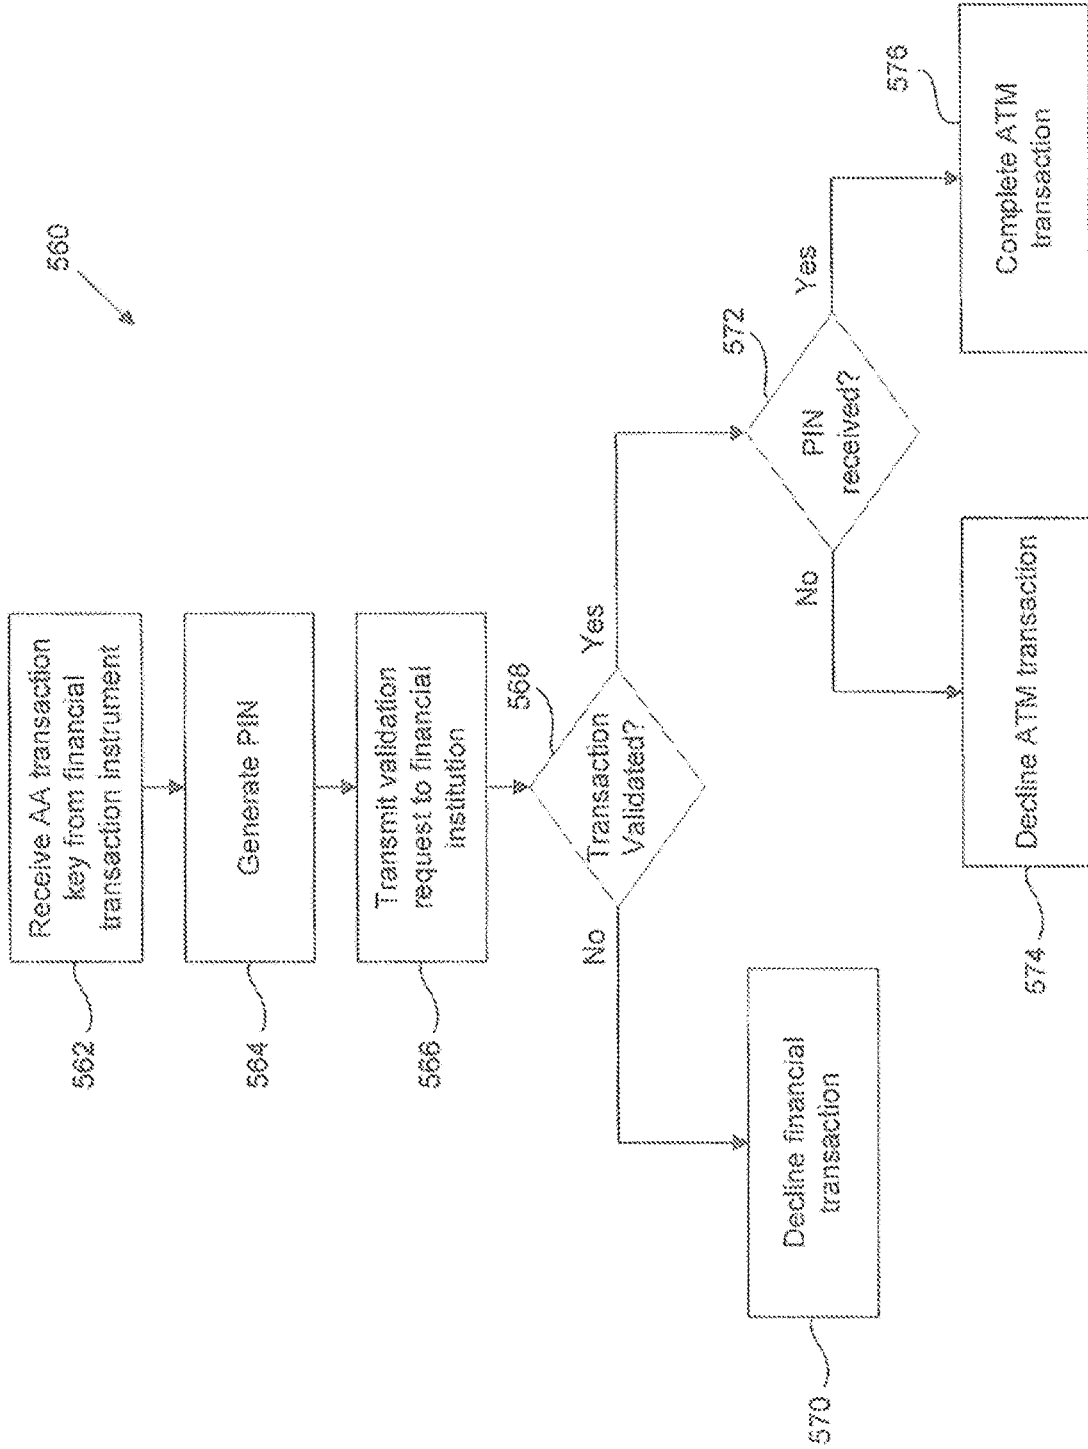 560
562
Receive AA transaction
key from financial
transaction instrument
564
Generate PIN
566
Transmit validation
request to financial
institution
568
Transaction
Validated?
No
Yes
570
Decline financial
transaction
572
PIN
received?
No
Yes
574
Decline ATM transaction
576
Complete ATM
transaction